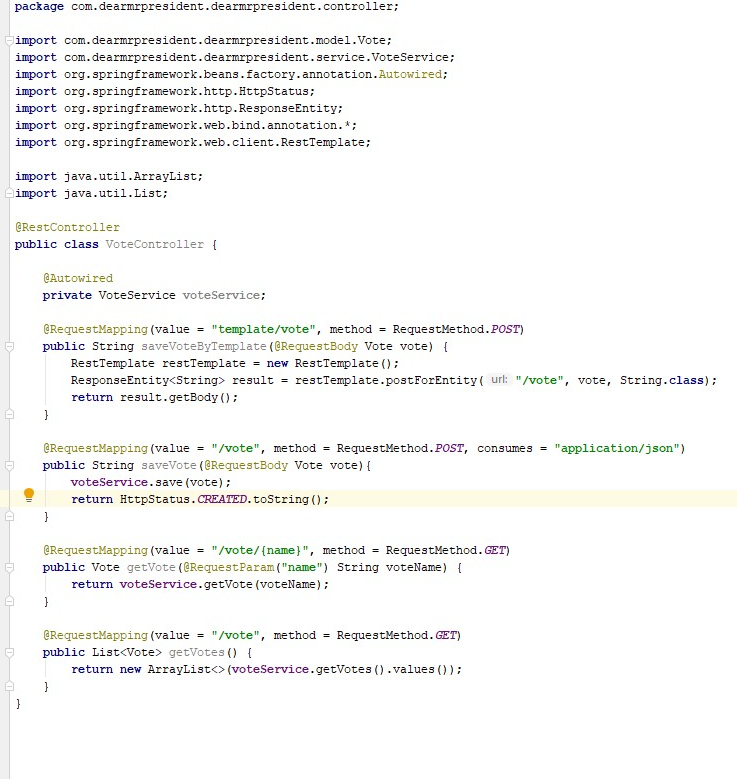 package com.dearmrpresident.dearmrpresident.controller;
import com.dearmrpresident.dearmrpresident.model.Vote;
import com.dearmrpresident.dearmrpresident.service.VoteService;
import org.springframework.beans.factory.annotation.Autowired;
import org.springframework.http.HttpStatus;
import org.springframework.http.ResponseEntity;
import org.springframework.web.bind.annotation.*;
import org.springframework.web.client.RestTemplate;
import java.util.ArrayList;
import java.util.List;
@RestController
public class VoteController {
@Autowired
private VoteService voteService;
@RequestMapping(value = "template/vote", method = RequestMethod.POST)
public String saveVoteByTemplate(@RequestBody Vote vote) {
RestTemplate restTemplate = new RestTemplate();
ResponseEntity<String> result = restTemplate.postForEntity( url: "/vote", vote, String.class);
return result.getBody();
}
@RequestMapping(value = "/vote", method = RequestMethod.POST, consumes = "application/json")
public String saveVote(@RequestBody Vote vote){
voteService.save(vote);
return HttpStatus.CREATED.toString();
}
@RequestMapping(value = "/vote/{name}", method = RequestMethod.GET)
public Vote getVote(@RequestParam("name") String voteName) {
return voteService.getVote(voteName);
}
@RequestMapping(value = "/vote", method = RequestMethod.GET)
public List<Vote> getVotes() {
return new ArrayList<>(voteService.getVotes().values());
}
}